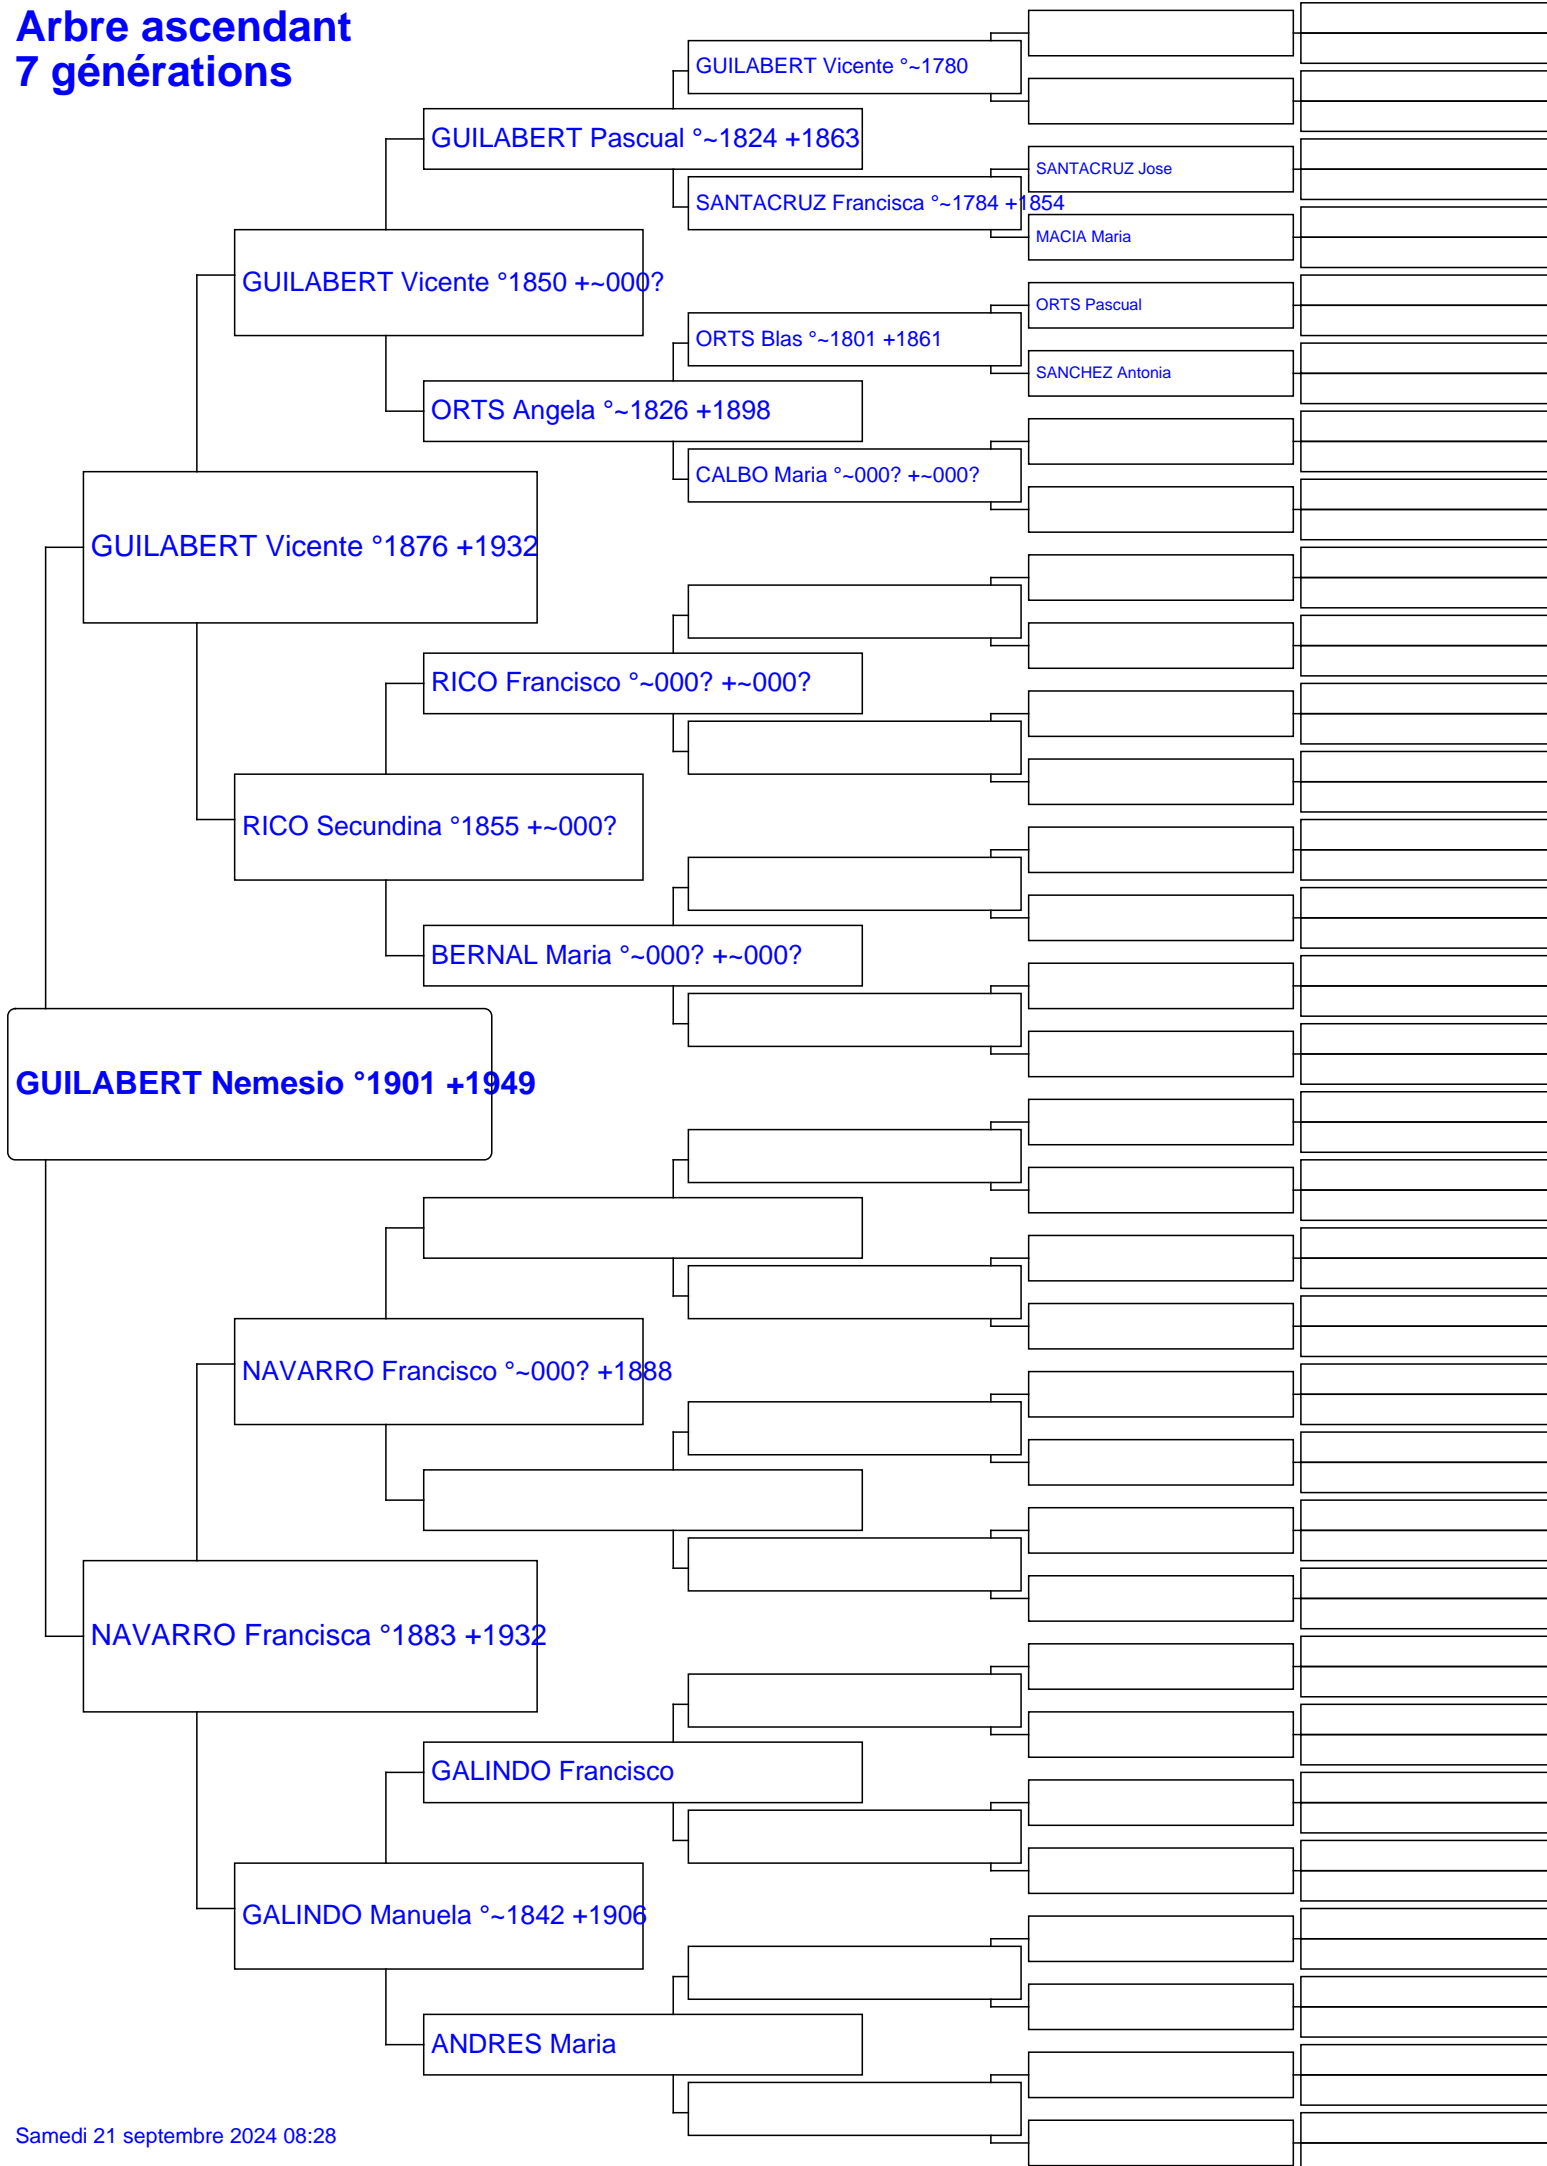 Arbre ascendant
7 générations
GUILABERT Vicente °~1780
GUILABERT Pascual °~1824 +1863
SANTACRUZ Jose
SANTACRUZ Francisca °~1784 +1854
MACIA Maria
GUILABERT Vicente °1850 +~000?
ORTS Pascual
ORTS Blas °~1801 +1861
SANCHEZ Antonia
ORTS Angela °~1826 +1898
CALBO Maria °~000? +~000?
GUILABERT Vicente °1876 +1932
RICO Francisco °~000? +~000?
RICO Secundina °1855 +~000?
BERNAL Maria °~000? +~000?
GUILABERT Nemesio °1901 +1949
NAVARRO Francisco °~000? +1888
NAVARRO Francisca °1883 +1932
GALINDO Francisco
GALINDO Manuela °~1842 +1906
ANDRES Maria
Samedi 21 septembre 2024 08:28